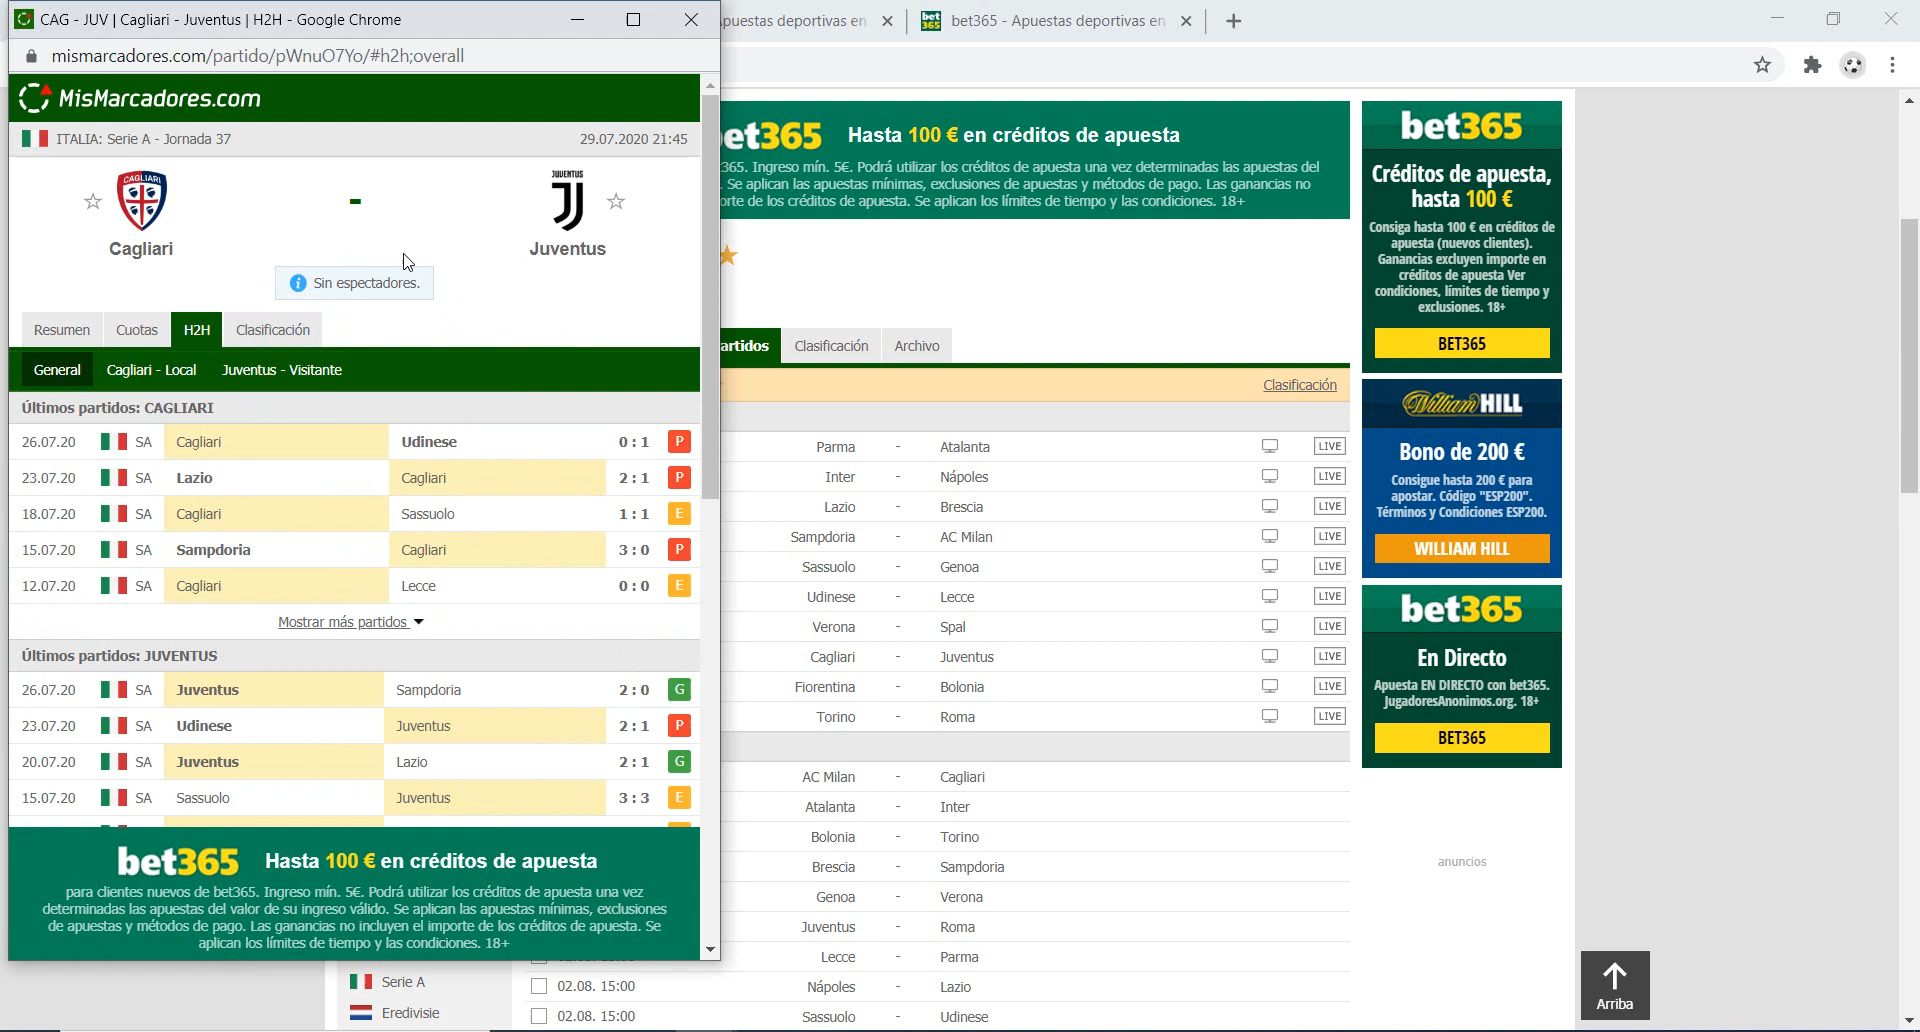 CAG - JUV | Cagliari - Juventus | H2H - Google Chrome
mismarcadores.com/partido/pWnuO7Yo/#h2h;overall
MisMarcadores.com
ITALIA: Serie A - Jornada 37 29.07.2020 21:45
CAGLIARI
JUVENTUS
-
Cagliari Juventus
Sin espectadores.
Resumen Cuotas H2H Clasificación
General Cagliari - Local Juventus - Visitante
Últimos partidos: CAGLIARI
26.07.20 SA Cagliari Udinese 0 : 1 P
23.07.20 SA Lazio Cagliari 2 : 1 P
18.07.20 SA Cagliari Sassuolo 1 : 1 E
15.07.20 SA Sampdoria Cagliari 3 : 0 P
12.07.20 SA Cagliari Lecce 0 : 0 E
Mostrar más partidos
Últimos partidos: JUVENTUS
26.07.20 SA Juventus Sampdoria 2 : 0 G
23.07.20 SA Udinese Juventus 2 : 1 P
20.07.20 SA Juventus Lazio 2 : 1 G
15.07.20 SA Sassuolo Juventus 3 : 3 E
bet365 Hasta 100 € en créditos de apuesta
para clientes nuevos de bet365. Ingreso mín. 5€. Podrá utilizar los créditos de apuesta una vez
determinadas las apuestas del valor de su ingreso válido. Se aplican las apuestas mínimas, exclusiones
de apuestas y métodos de pago. Las ganancias no incluyen el importe de los créditos de apuesta. Se
aplican los límites de tiempo y las condiciones. 18+
puestas deportivas en
bet365 bet365 - Apuestas deportivas en
et365 Hasta 100 € en créditos de apuesta
365. Ingreso mín. 5€. Podrá utilizar los créditos de apuesta una vez determinadas las apuestas del
. Se aplican las apuestas mínimas, exclusiones de apuestas y métodos de pago. Las ganancias no
orte de los créditos de apuesta. Se aplican los límites de tiempo y las condiciones. 18+
artidos Clasificación Archivo
Clasificación
Parma - Atalanta LIVE
Inter - Nápoles LIVE
Lazio - Brescia LIVE
Sampdoria - AC Milan LIVE
Sassuolo - Genoa LIVE
Udinese - Lecce LIVE
Verona - Spal LIVE
Cagliari - Juventus LIVE
Fiorentina - Bolonia LIVE
Torino - Roma LIVE
AC Milan - Cagliari
Atalanta - Inter
Bolonia - Torino
Brescia - Sampdoria
Genoa - Verona
Juventus - Roma
Lecce - Parma
02.08. 15:00 Nápoles - Lazio
02.08. 15:00 Sassuolo - Udinese
Serie A
Eredivisie
bet365
Créditos de apuesta,
hasta 100 €
Consiga hasta 100 € en créditos de
apuesta (nuevos clientes).
Ganancias excluyen importe en
créditos de apuesta Ver
condiciones, límites de tiempo y
exclusiones. 18+
BET365
William HILL
Bono de 200 €
Consigue hasta 200 € para
apostar. Código "ESP200".
Términos y Condiciones ESP200.
WILLIAM HILL
bet365
En Directo
Apuesta EN DIRECTO con bet365.
JugadoresAnonimos.org. 18+
BET365
anuncios
Arriba